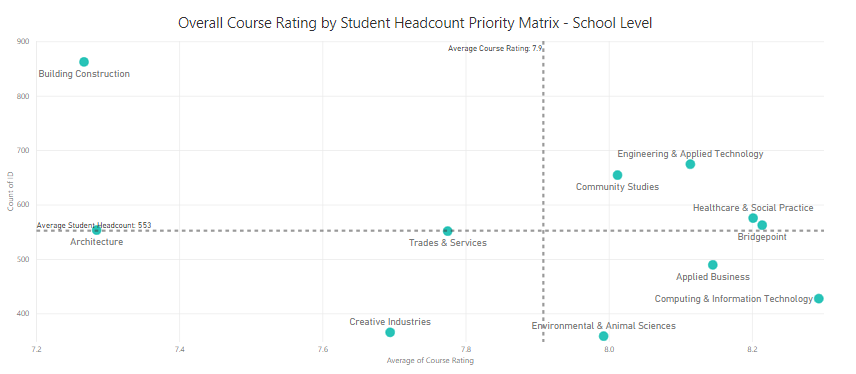 Overall Course Rating by Student Headcount Priority Matrix - School Level
900
Average Course Rating: 7.9
Building Construction
800
700
Engineering & Applied Technology
Community Studies
Count of ID
600
Healthcare & Social Practice
Average Student Headcount: 553
Bridgepoint
Architecture
Trades & Services
500
Applied Business
Computing & Information Technology
400
Creative Industries
Environmental & Animal Sciences
7.2 7.4 7.6 7.8 8.0 8.2
Average of Course Rating